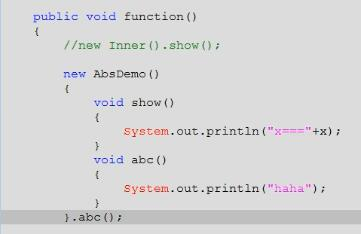 public void function()
{
//new Inner().show();
new AbsDemo()
{
void show()
{
System.out.println("x==="+x);
}
void abc()
{
System.out.println("haha");
}
}.abc();